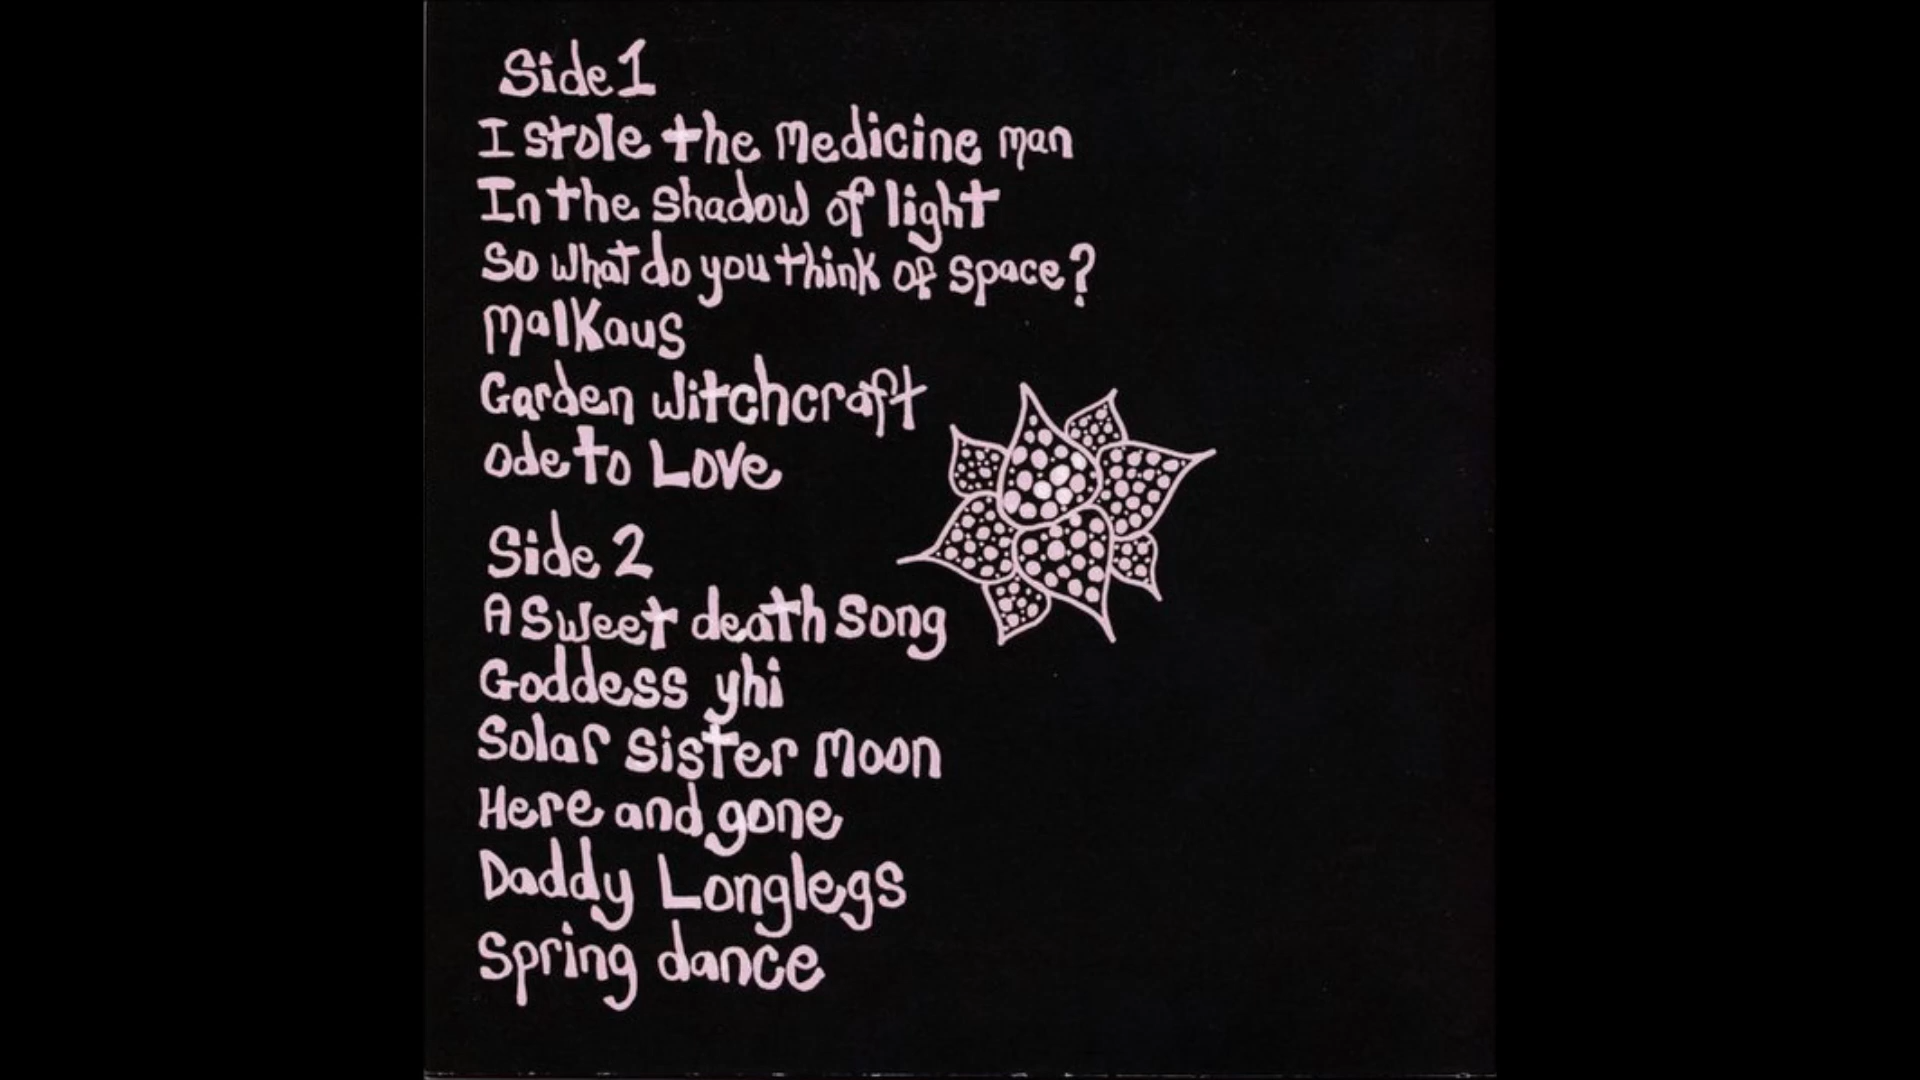 Side 1
I stole the medicine man
In the shadow of light
So what do you think of space?
Malkaus
Garden witchcraft
Ode to Love
Side 2
A Sweet death Song
Goddess yhi
Solar Sister Moon
Here and gone
Daddy Longlegs
Spring dance